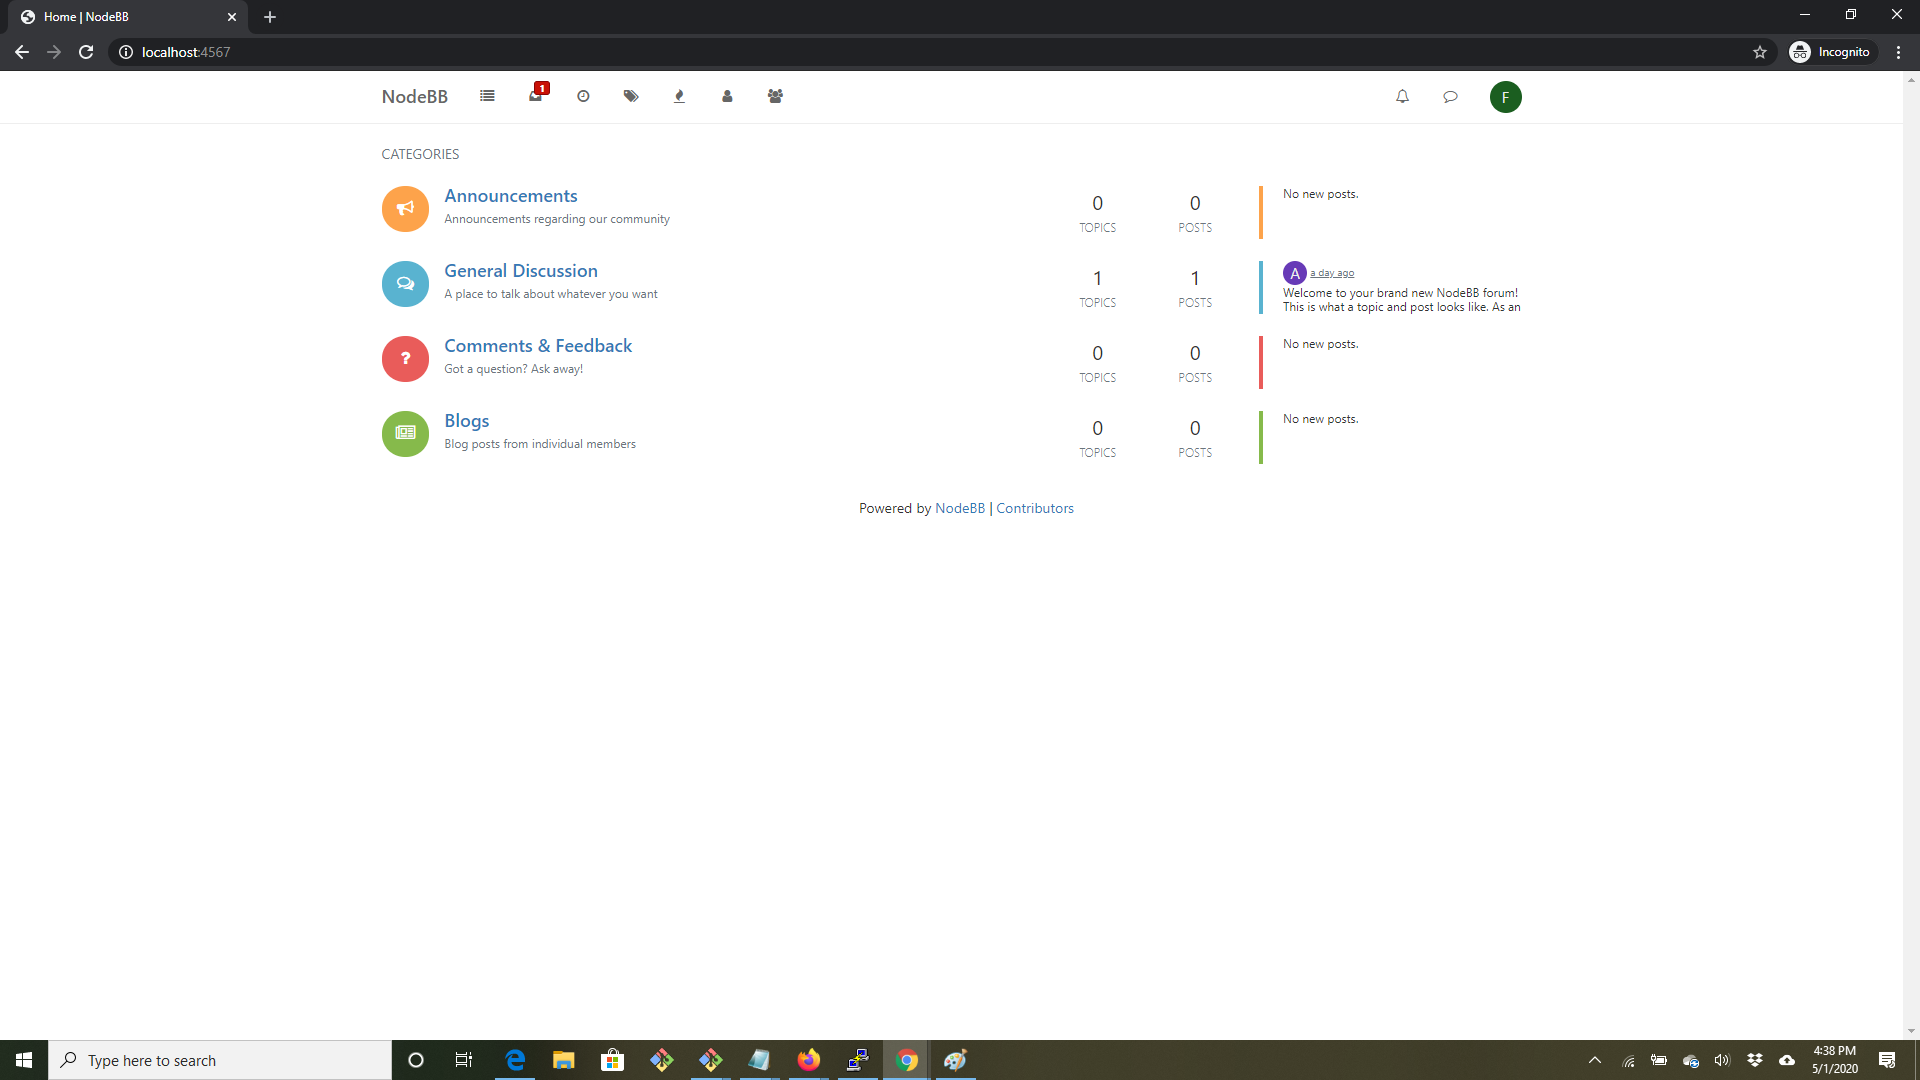 Home | NodeBB
localhost:4567
Incognito
NodeBB
1
F
CATEGORIES
Announcements
Announcements regarding our community
0
TOPICS
0
POSTS
No new posts.
General Discussion
A place to talk about whatever you want
1
TOPICS
1
POSTS
A a day ago
Welcome to your brand new NodeBB forum!
This is what a topic and post looks like. As an
Comments & Feedback
Got a question? Ask away!
0
TOPICS
0
POSTS
No new posts.
Blogs
Blog posts from individual members
0
TOPICS
0
POSTS
No new posts.
Powered by NodeBB | Contributors
Type here to search
4:38 PM
5/1/2020